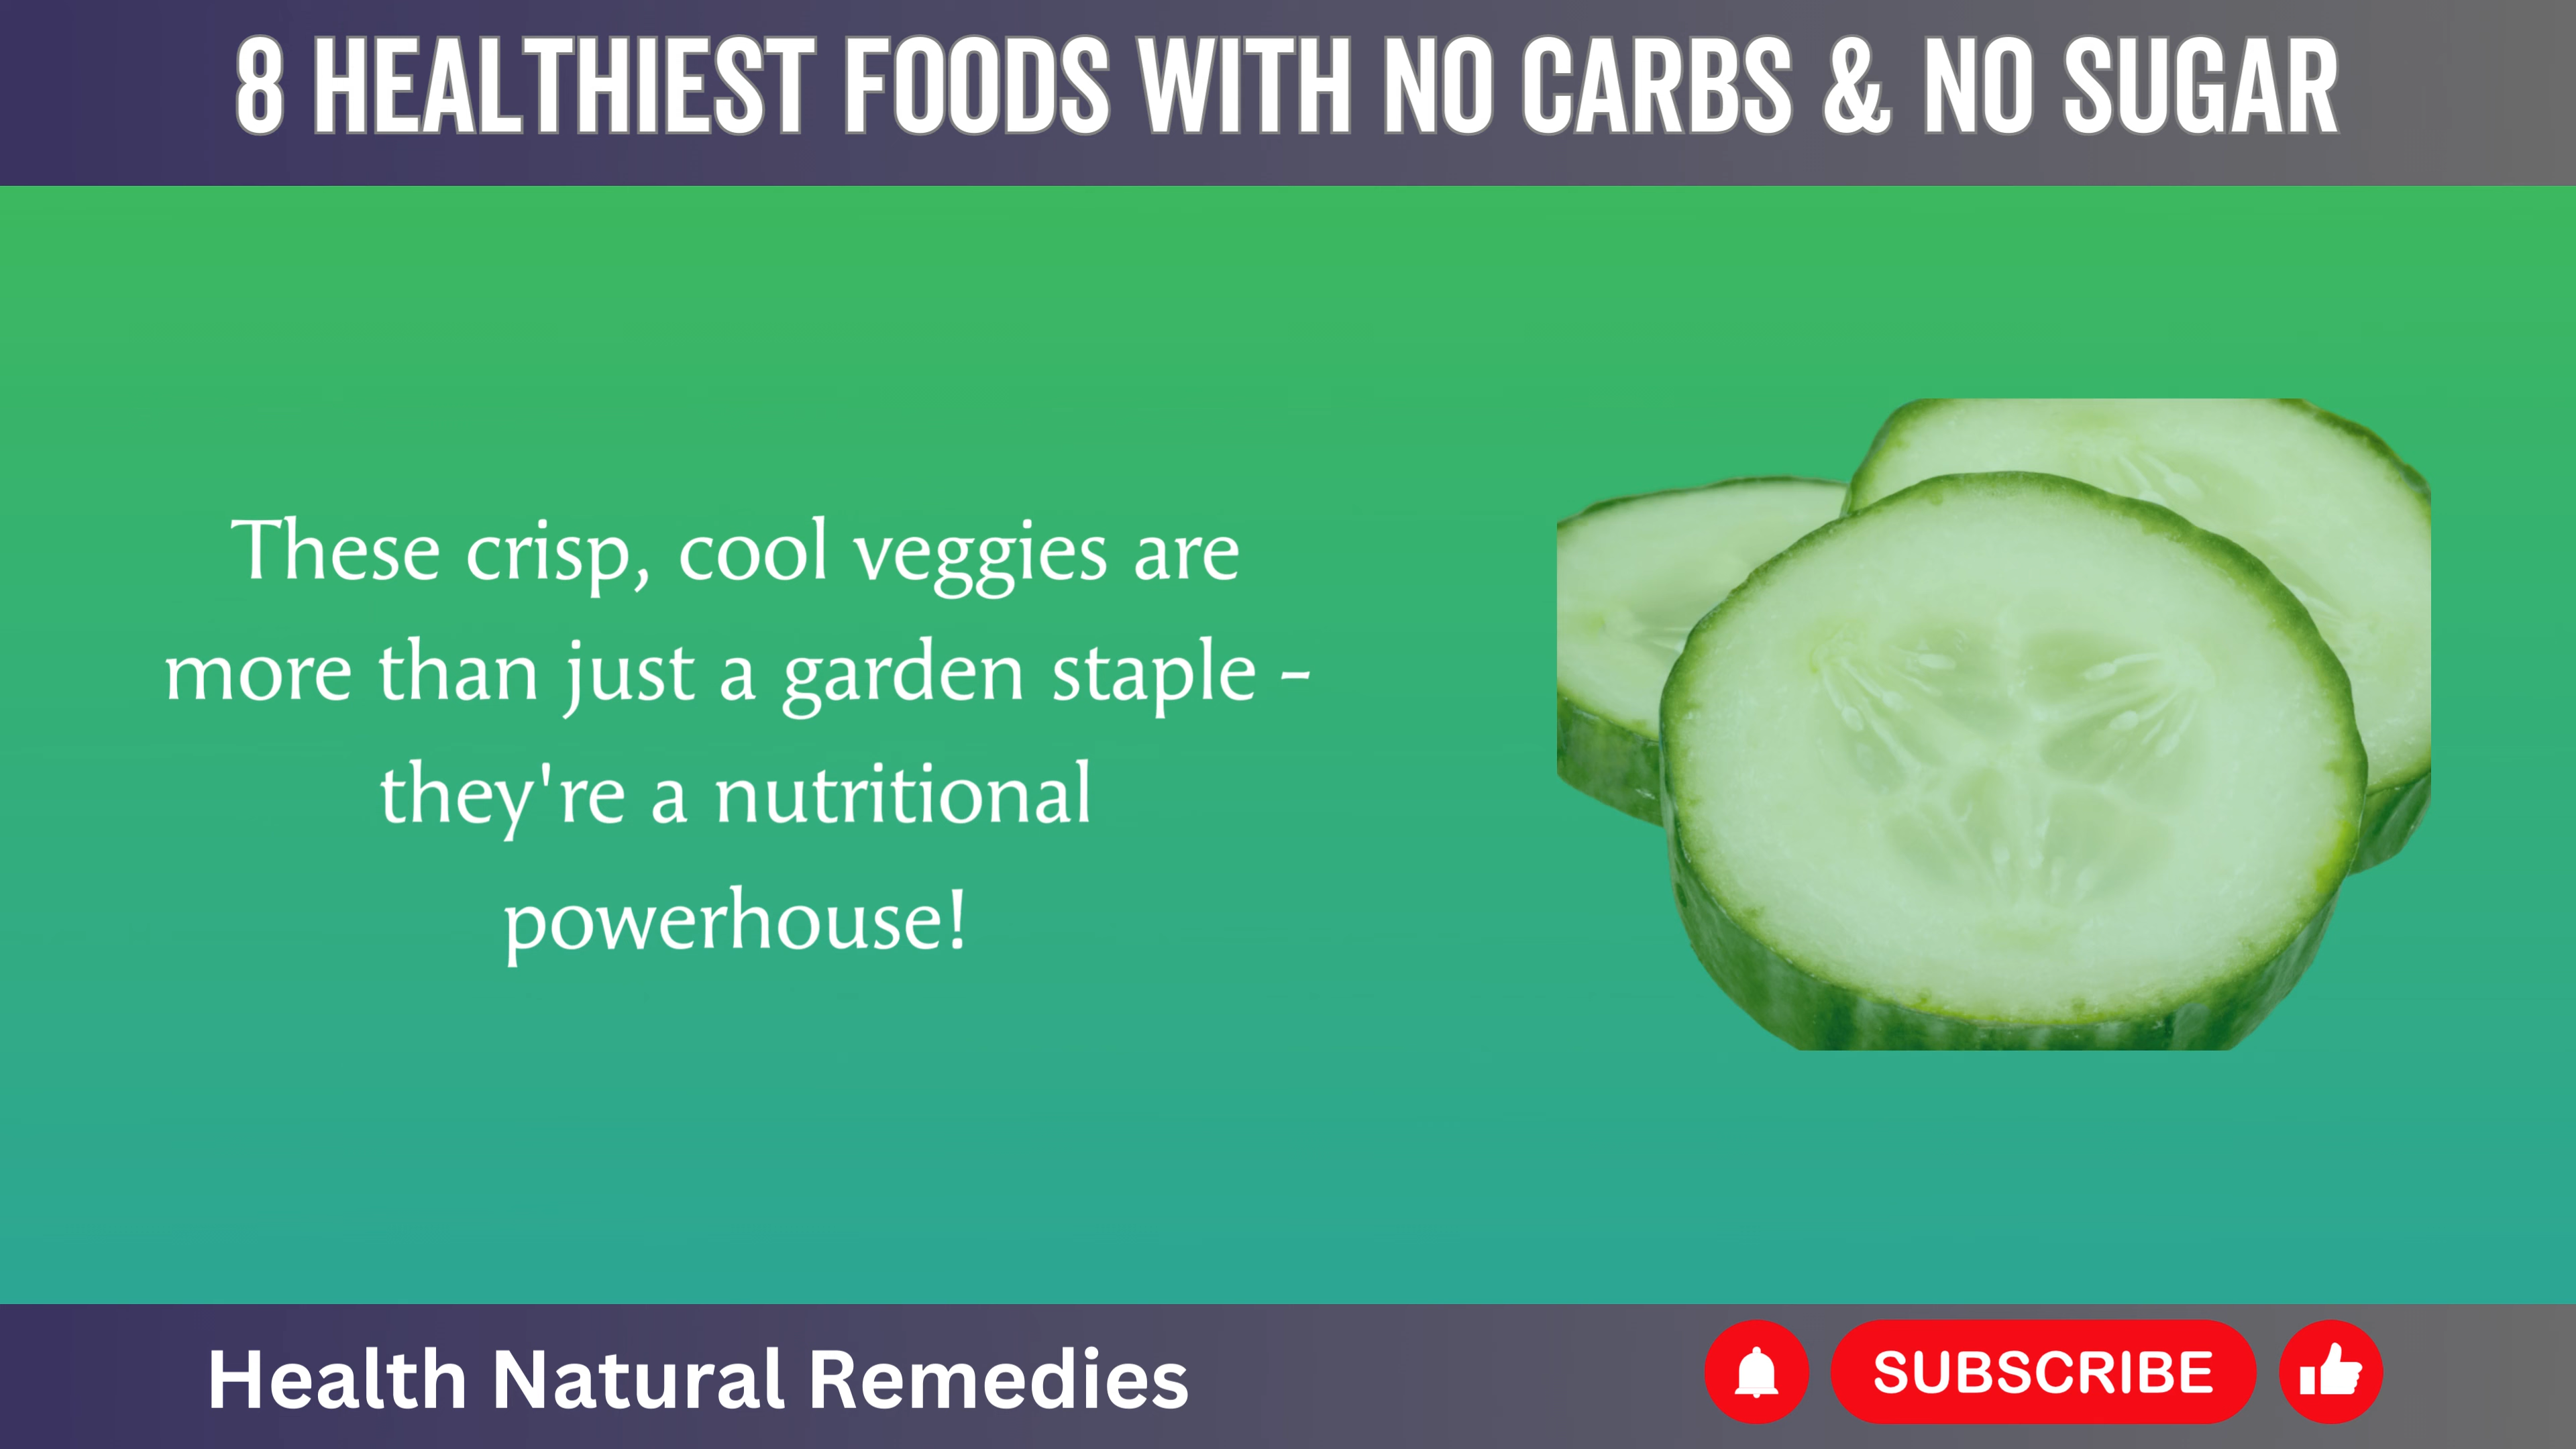 8 HEALTHIEST FOODS WITH NO CARBS & NO SUGAR
These crisp, cool veggies are
more than just a garden staple -
they're a nutritional
powerhouse!
Health Natural Remedies
SUBSCRIBE